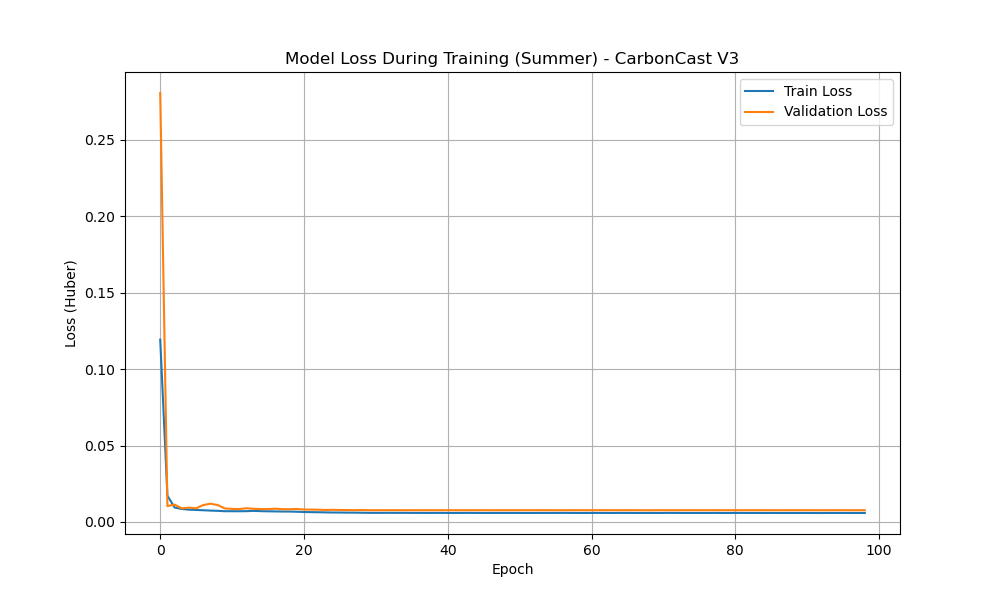 Model Loss During Training (Summer) - CarbonCast V3
Train Loss
Validation Loss
Loss (Huber)
0.25
0.20
0.15
0.10
0.05
0.00
0 20 40 60 80 100
Epoch